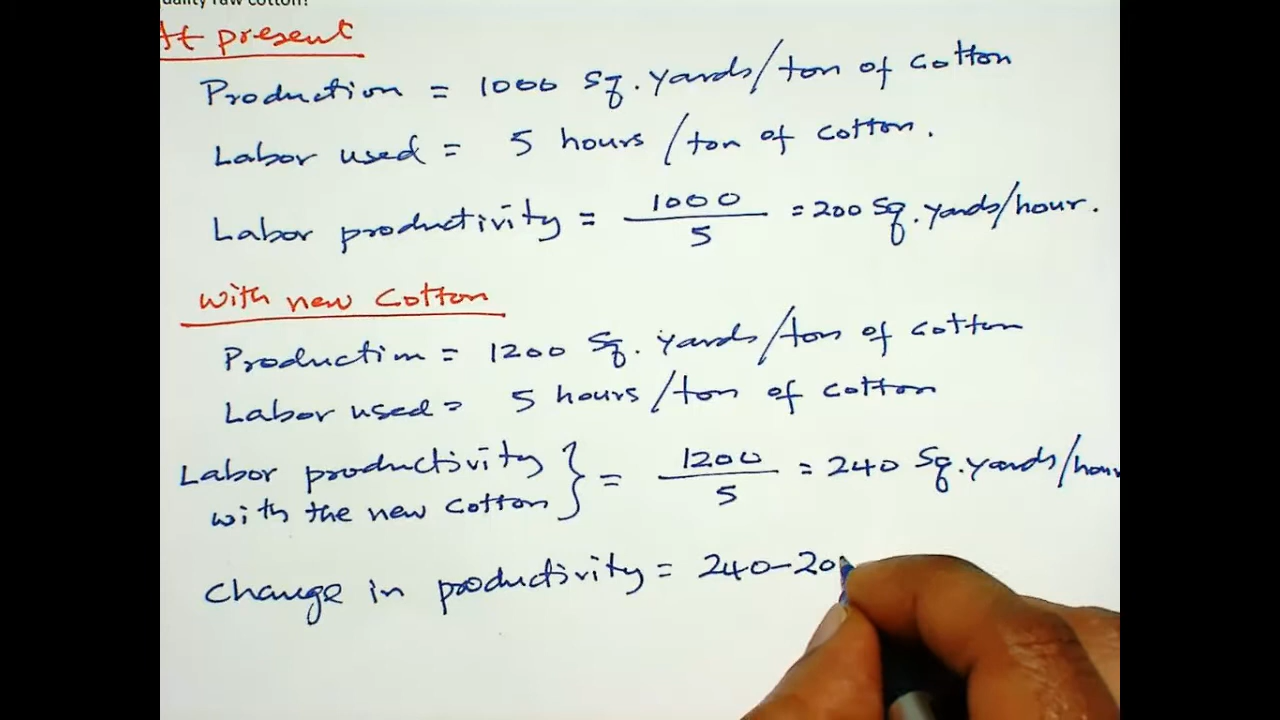 raw cotton?
At present
Production = 1000 Sq. yards/ton of cotton
Labor used = 5 hours/ton of cotton.
Labor productivity = 1000/5 = 200 Sq. yards/hour.
With new Cotton
Production = 1200 Sq. yards/ton of cotton
Labor used = 5 hours/ton of cotton
Labor productivity with the new cotton } = 1200/5 = 240 Sq. yards/hour
Change in productivity = 240-20